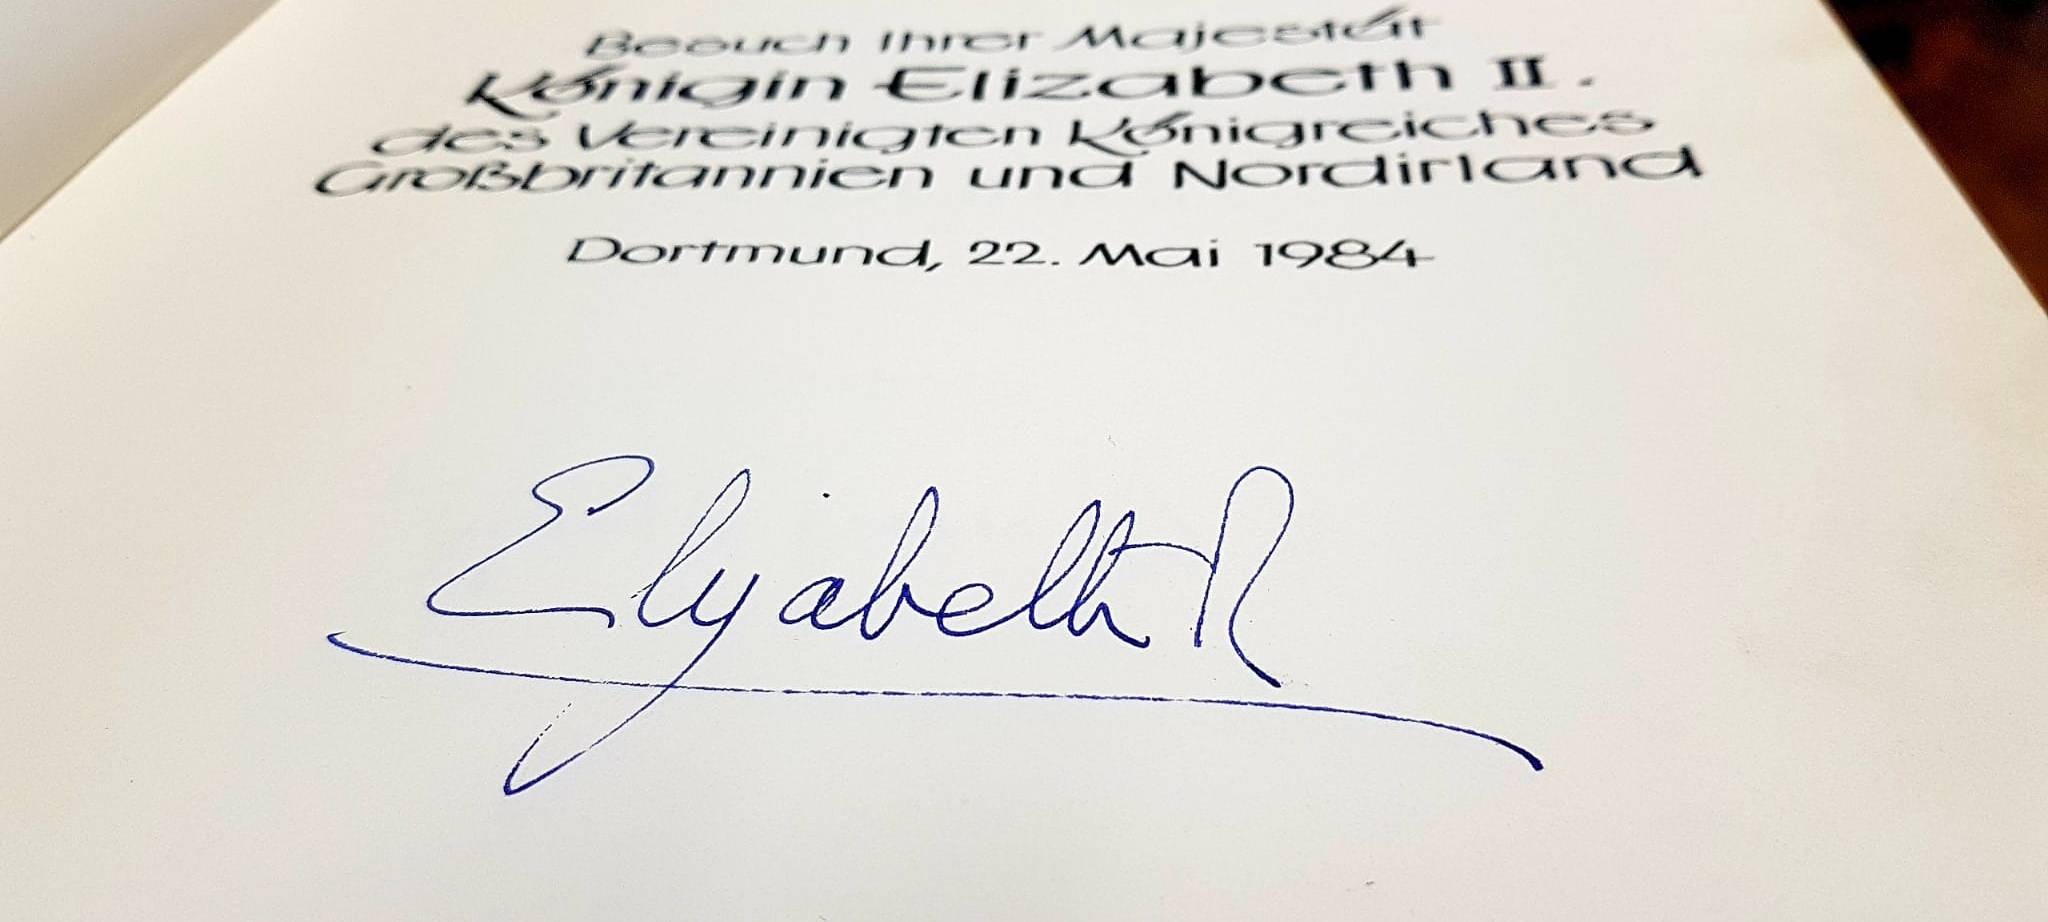 Besuch Ihrer Majestät
Königin Elizabeth II.
des Vereinigten Königreiches
Großbritannien und Nordirland
Dortmund, 22. Mai 1984
Elizabeth R